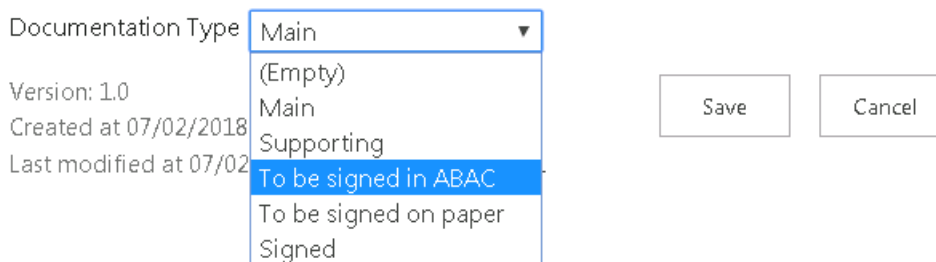 Documentation Type Main
(Empty)
Version: 1.0
Main
Save Cancel
Created at 07/02/2018
Supporting
Last modified at 07/02
To be signed in ABAC
To be signed on paper
Signed